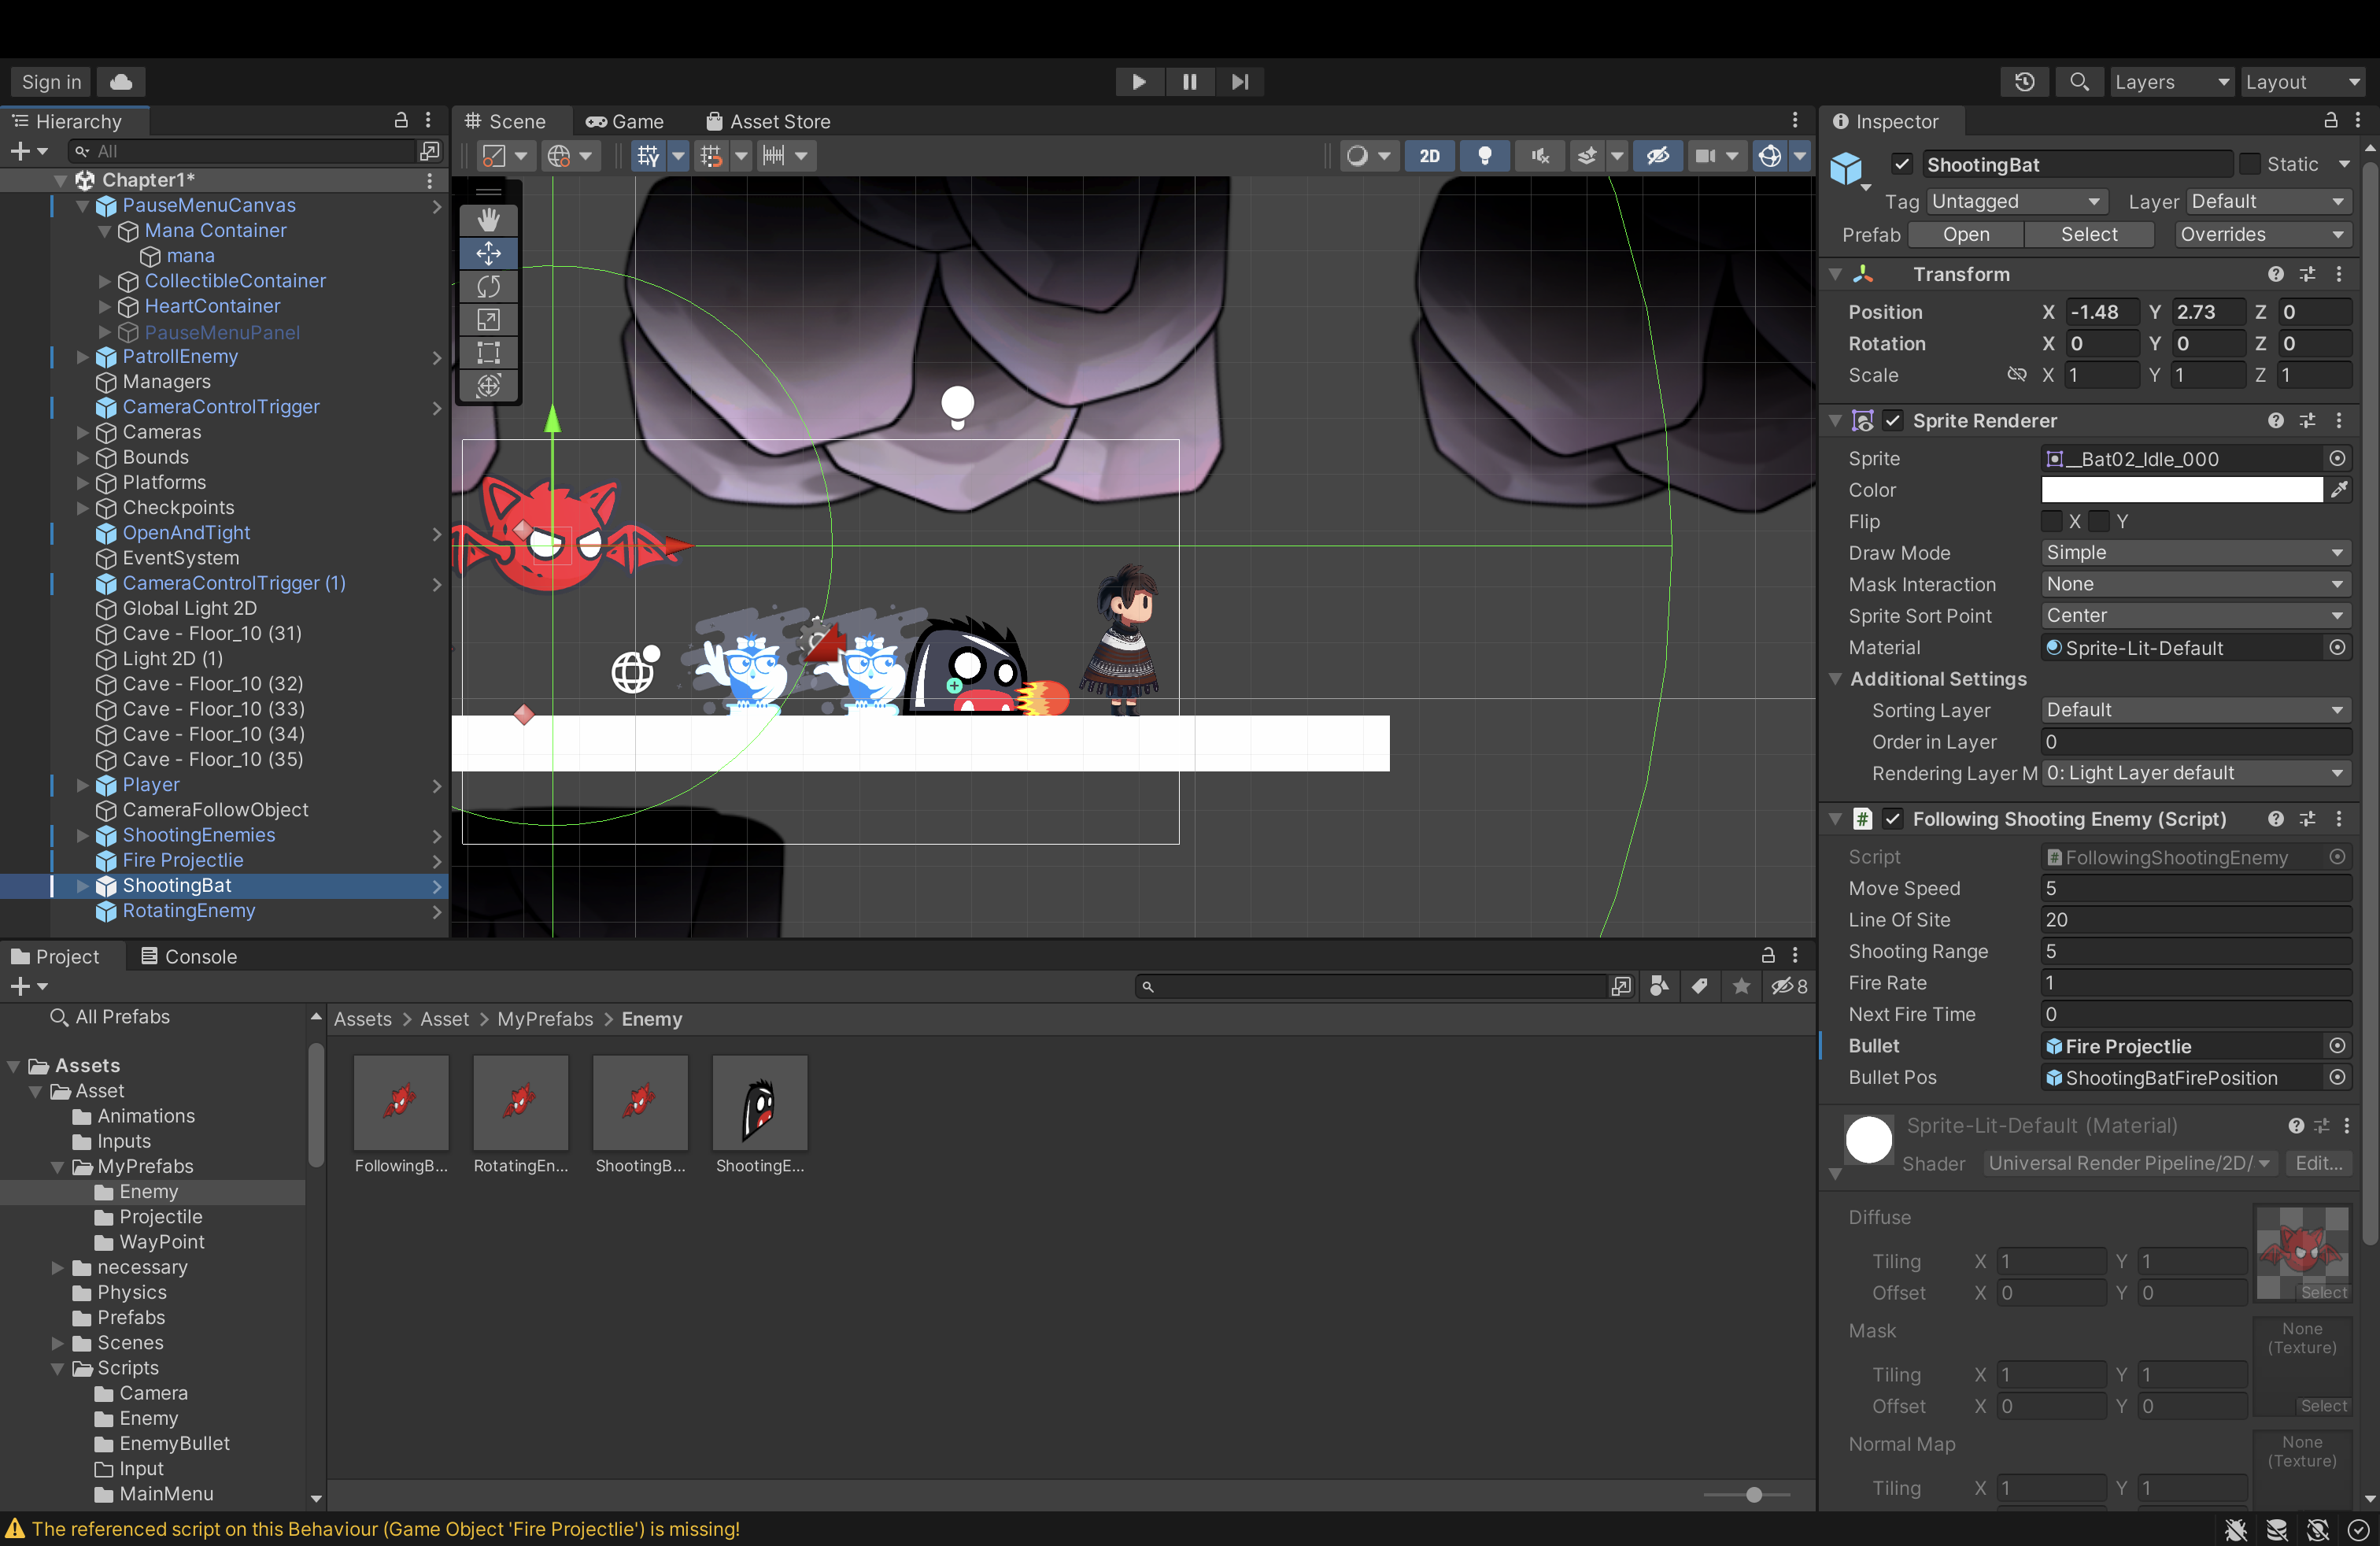 Sign in
Layers
Layout
Hierarchy
All
Chapter1*
PauseMenuCanvas
Mana Container
mana
CollectibleContainer
HeartContainer
PauseMenuPanel
PatrollEnemy
Managers
CameraControlTrigger
Cameras
Bounds
Platforms
Checkpoints
OpenAndTight
EventSystem
CameraControlTrigger (1)
Global Light 2D
Cave - Floor_10 (31)
Light 2D (1)
Cave - Floor_10 (32)
Cave - Floor_10 (33)
Cave - Floor_10 (34)
Cave - Floor_10 (35)
Player
CameraFollowObject
ShootingEnemies
Fire Projectlie
ShootingBat
RotatingEnemy
Scene
Game
Asset Store
2D
Inspector
ShootingBat
Static
Tag Untagged Layer Default
Prefab Open Select Overrides
Transform
Position X -1.48 Y 2.73 Z 0
Rotation X 0 Y 0 Z 0
Scale X 1 Y 1 Z 1
Sprite Renderer
Sprite __Bat02_Idle_000
Color
Flip X Y
Draw Mode Simple
Mask Interaction None
Sprite Sort Point Center
Material Sprite-Lit-Default
Additional Settings
Sorting Layer Default
Order in Layer 0
Rendering Layer M 0: Light Layer default
# Following Shooting Enemy (Script)
Script FollowingShootingEnemy
Move Speed 5
Line Of Site 20
Shooting Range 5
Fire Rate 1
Next Fire Time 0
Bullet Fire Projectlie
Bullet Pos ShootingBatFirePosition
Sprite-Lit-Default (Material)
Shader Universal Render Pipeline/2D/ Edit...
Diffuse
Tiling X 1 Y 1
Offset X 0 Y 0
Select
Mask
None
(Texture)
Tiling X 1 Y 1
Offset X 0 Y 0
Select
Normal Map
None
(Texture)
Tiling X 1 Y 1
Project
Console
8
All Prefabs
Assets
Asset
Animations
Inputs
MyPrefabs
Enemy
Projectile
WayPoint
necessary
Physics
Prefabs
Scenes
Scripts
Camera
Enemy
EnemyBullet
Input
MainMenu
Assets > Asset > MyPrefabs > Enemy
FollowingB...
RotatingEn...
ShootingB...
ShootingE...
The referenced script on this Behaviour (Game Object 'Fire Projectlie') is missing!